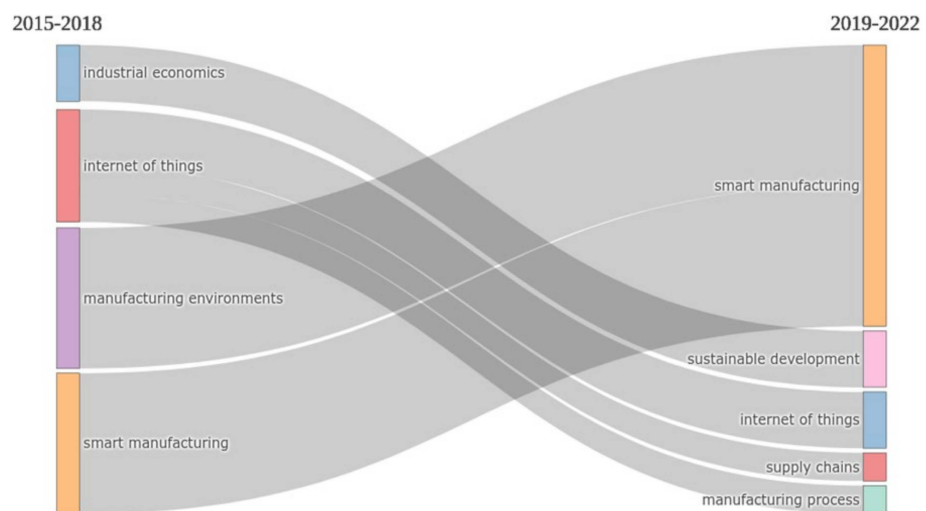 2015-2018
2019-2022
industrial economics
internet of things
manufacturing environments
smart manufacturing
smart manufacturing
sustainable development
internet of things
supply chains
manufacturing process